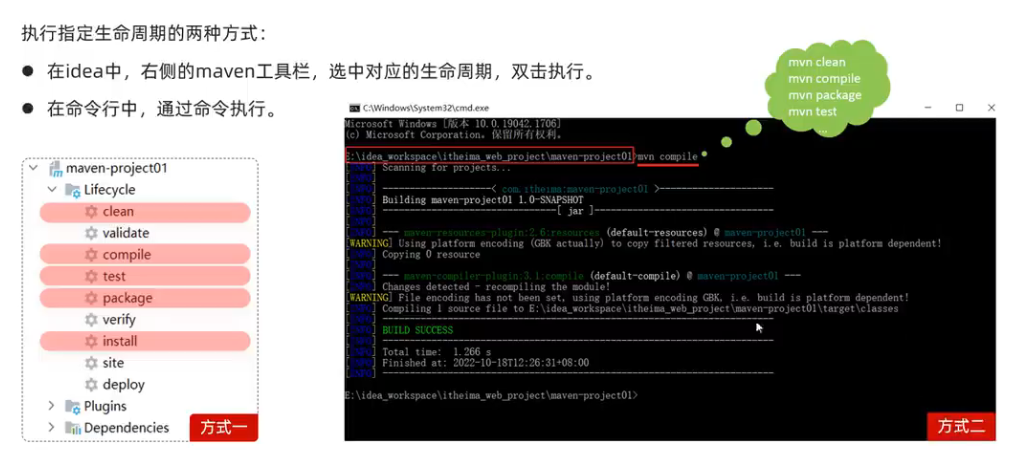 执行指定生命周期的两种方式：
● 在idea中，右侧的maven工具栏，选中对应的生命周期，双击执行。
● 在命令行中，通过命令执行。
maven-project01
Lifecycle
clean
validate
compile
test
package
verify
install
site
deploy
Plugins
Dependencies
方式一
mvn clean
mvn compile
mvn package
mvn test
...
C:\Windows\System32\cmd.exe
Microsoft Windows [版本 10.0.19042.1706]
(c) Microsoft Corporation。保留所有权利。
E:\idea_workspace\itheima_web_project\maven-project01>mvn compile
[INFO] Scanning for projects...
[INFO]
[INFO] --------------------< com.itheima:maven-project01 >---------------------
[INFO] Building maven-project01 1.0-SNAPSHOT
[INFO] --------------------------------[ jar ]---------------------------------
[INFO]
[INFO] --- maven-resources-plugin:2.6:resources (default-resources) @ maven-project01 ---
[WARNING] Using platform encoding (GBK actually) to copy filtered resources, i.e. build is platform dependent!
[INFO] Copying 0 resource
[INFO]
[INFO] --- maven-compiler-plugin:3.1:compile (default-compile) @ maven-project01 ---
[INFO] Changes detected - recompiling the module!
[WARNING] File encoding has not been set, using platform encoding GBK, i.e. build is platform dependent!
[INFO] Compiling 1 source file to E:\idea_workspace\itheima_web_project\maven-project01\target\classes
[INFO] ------------------------------------------------------------------------
[INFO] BUILD SUCCESS
[INFO] ------------------------------------------------------------------------
[INFO] Total time:  1.266 s
[INFO] Finished at: 2022-10-18T12:26:31+08:00
[INFO] ------------------------------------------------------------------------
E:\idea_workspace\itheima_web_project\maven-project01>
方式二